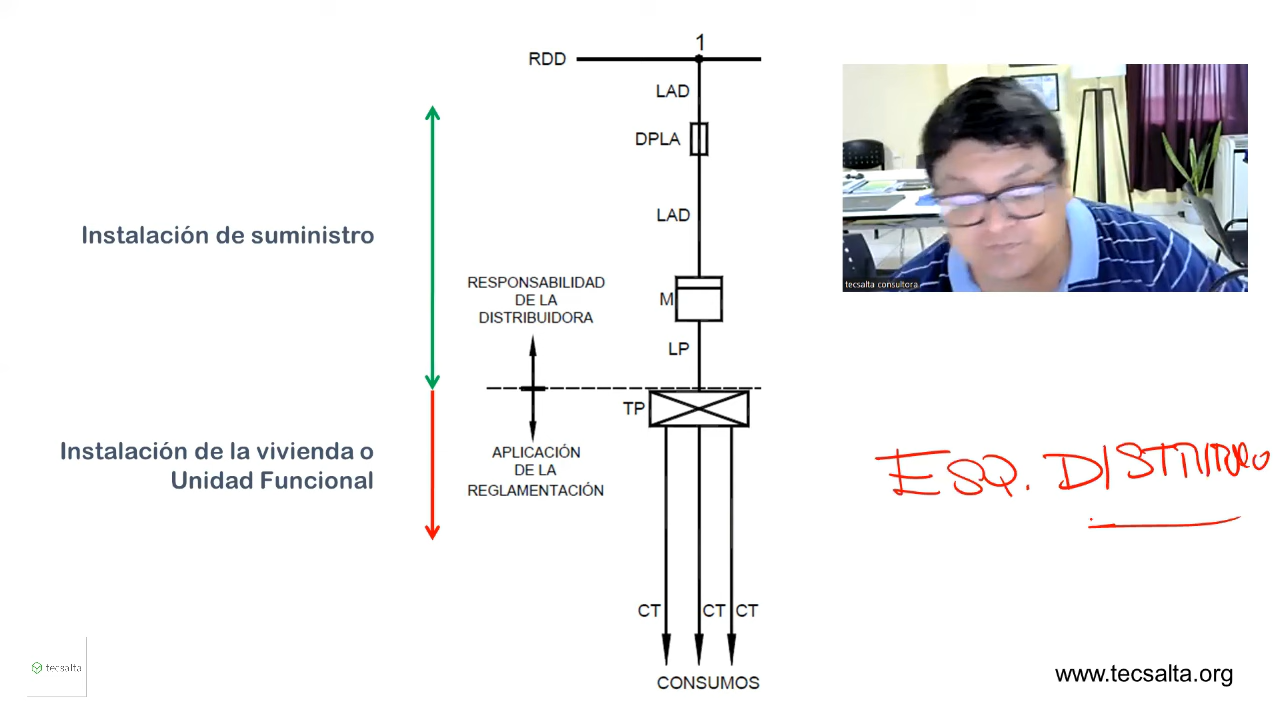 1
RDD
LAD
DPLA
LAD
Instalación de suministro
RESPONSABILIDAD
DE LA
DISTRIBUIDORA
M
tecsalta consultora
LP
TP
Instalación de la vivienda o
Unidad Funcional
APLICACIÓN
DE LA
REGLAMENTACIÓN
ESQ.
CT
CT
CT
CONSUMOS
tecsalta
www.tecsalta.org